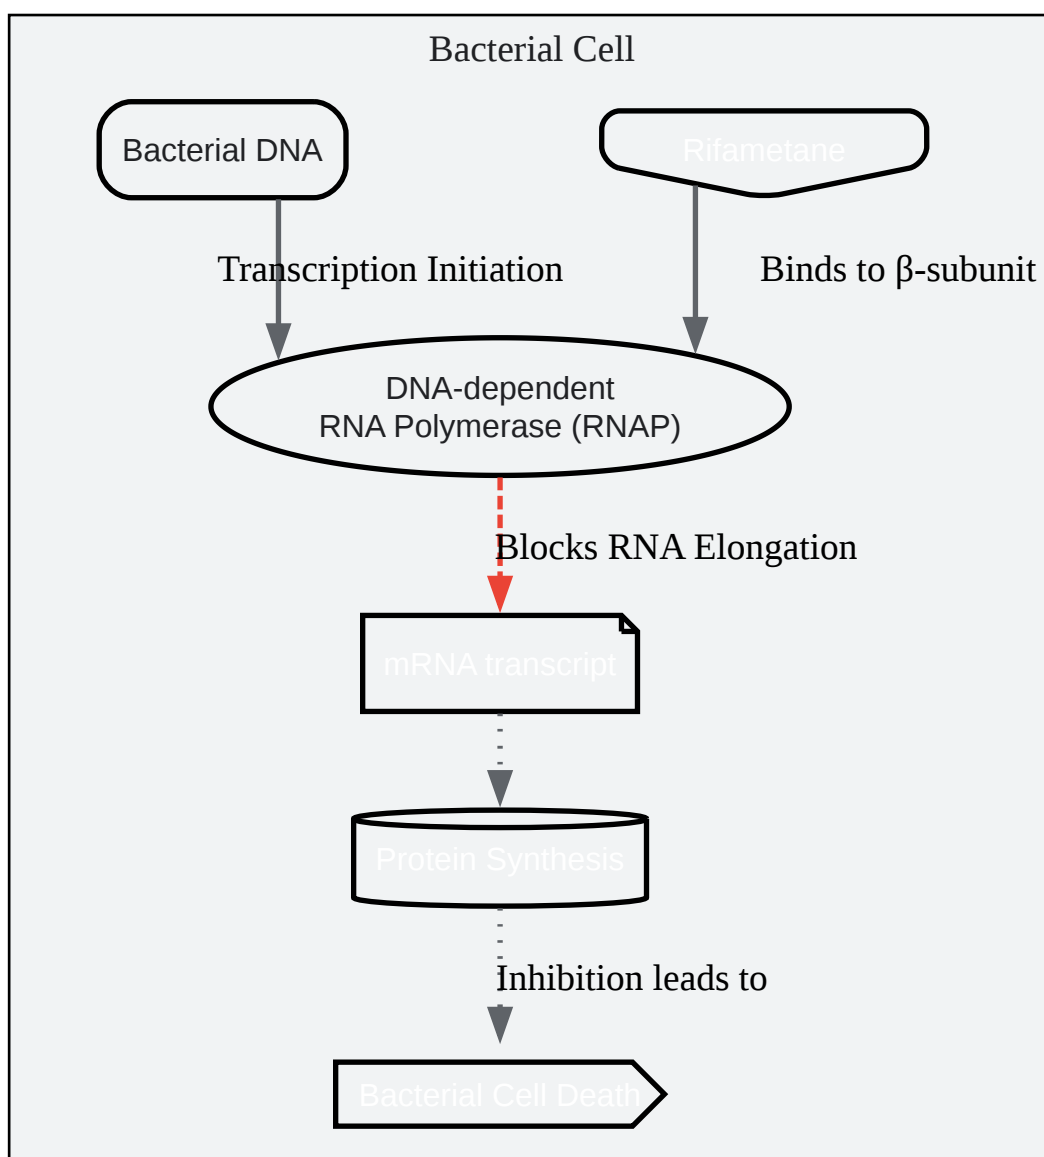 Bacterial Cell
Bacterial DNA
Rifametane
Transcription Initiation
Binds to β-subunit
DNA-dependent
RNA Polymerase (RNAP)
Blocks RNA Elongation
mRNA transcript
Protein Synthesis
Inhibition leads to
Bacterial Cell Death